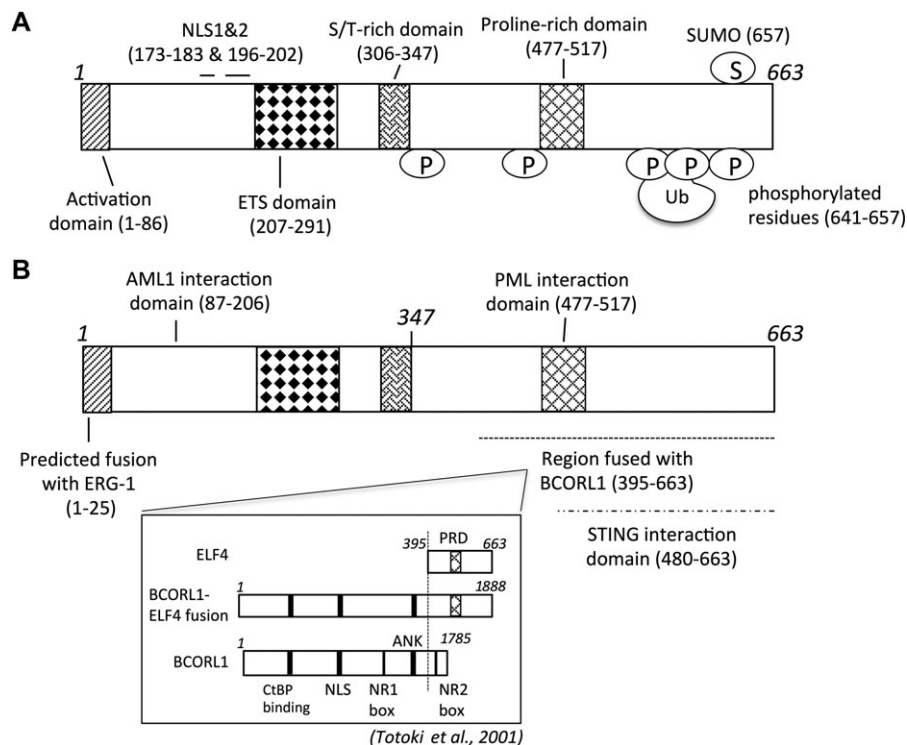 A
NLS1&2
(173-183 & 196-202)
S/T-rich domain
(306-347)
Proline-rich domain
(477-517)
SUMO (657)
1
S
663
P
P
P
P
P
Ub
Activation
domain (1-86)
ETS domain
(207-291)
phosphorylated
residues (641-657)
B
AML1 interaction
domain (87-206)
PML interaction
domain (477-517)
1
347
663
Predicted fusion
with ERG-1
(1-25)
Region fused with
BCORL1 (395-663)
STING interaction
domain (480-663)
ELF4
395
PRD
663
BCORL1-
ELF4 fusion
1
1888
BCORL1
1
ANK
1785
CtBP
binding
NLS
NR1
box
NR2
box
(Totoki et al., 2001)